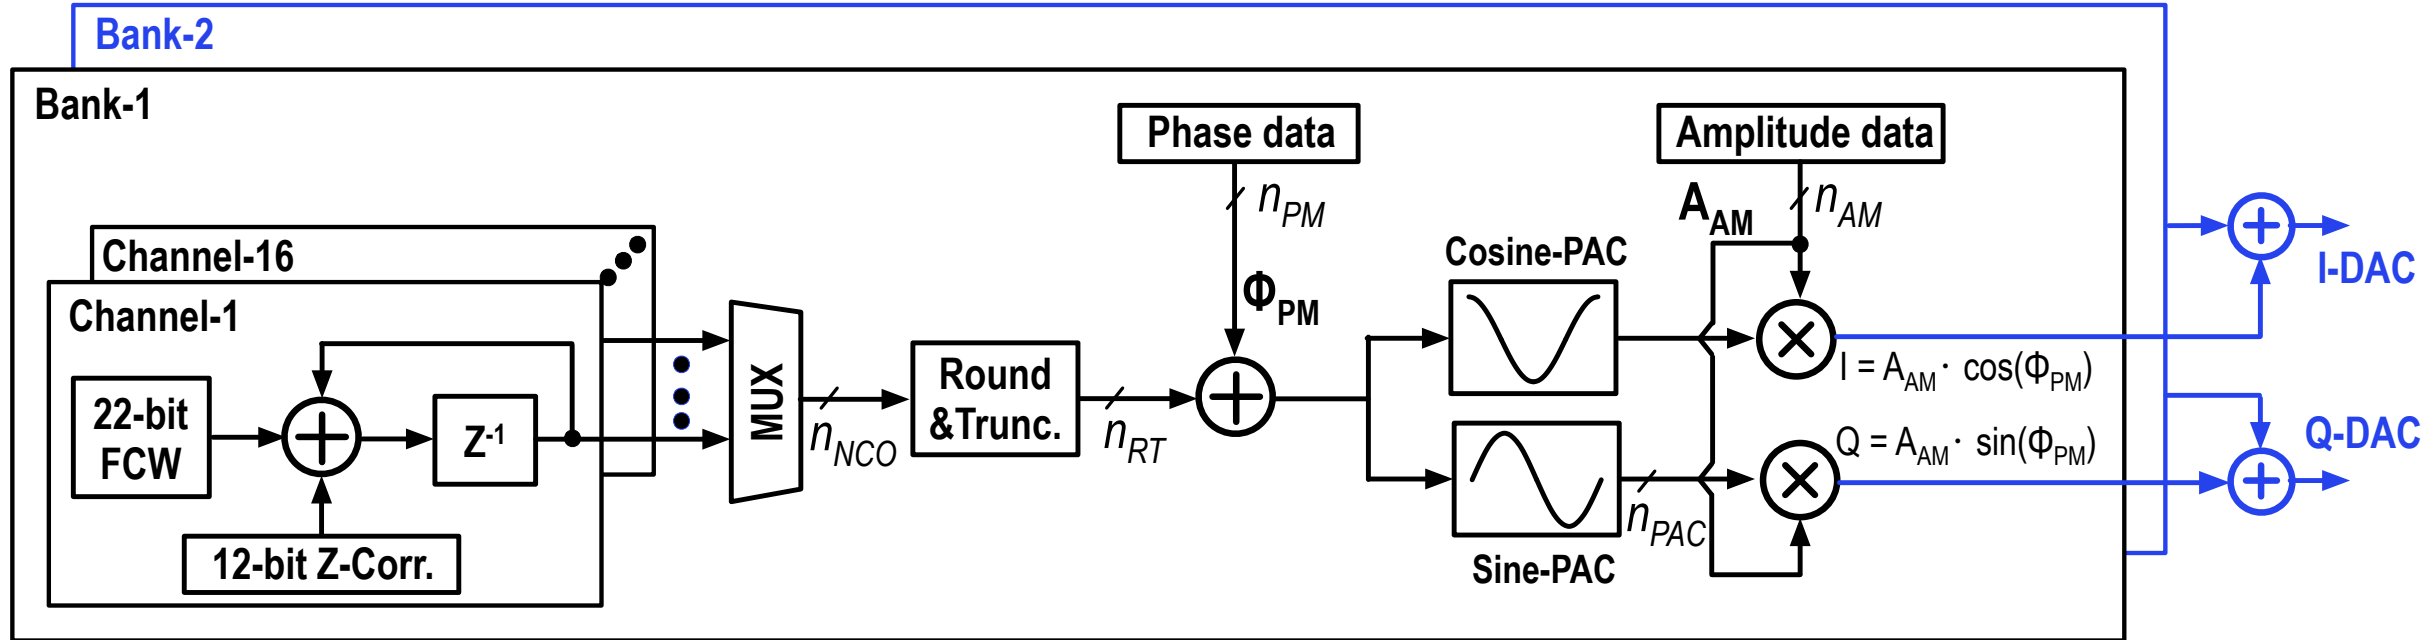 Bank-2
Bank-1
Phase data
Amplitude data
n_PM
A_AM
n_AM
Channel-16
Cosine-PAC
I-DAC
Channel-1
Φ_PM
22-bit
FCW
Z⁻¹
MUX
n_NCO
Round
&Trunc.
n_RT
I = A_AM · cos(Φ_PM)
Q = A_AM · sin(Φ_PM)
Q-DAC
n_PAC
12-bit Z-Corr.
Sine-PAC